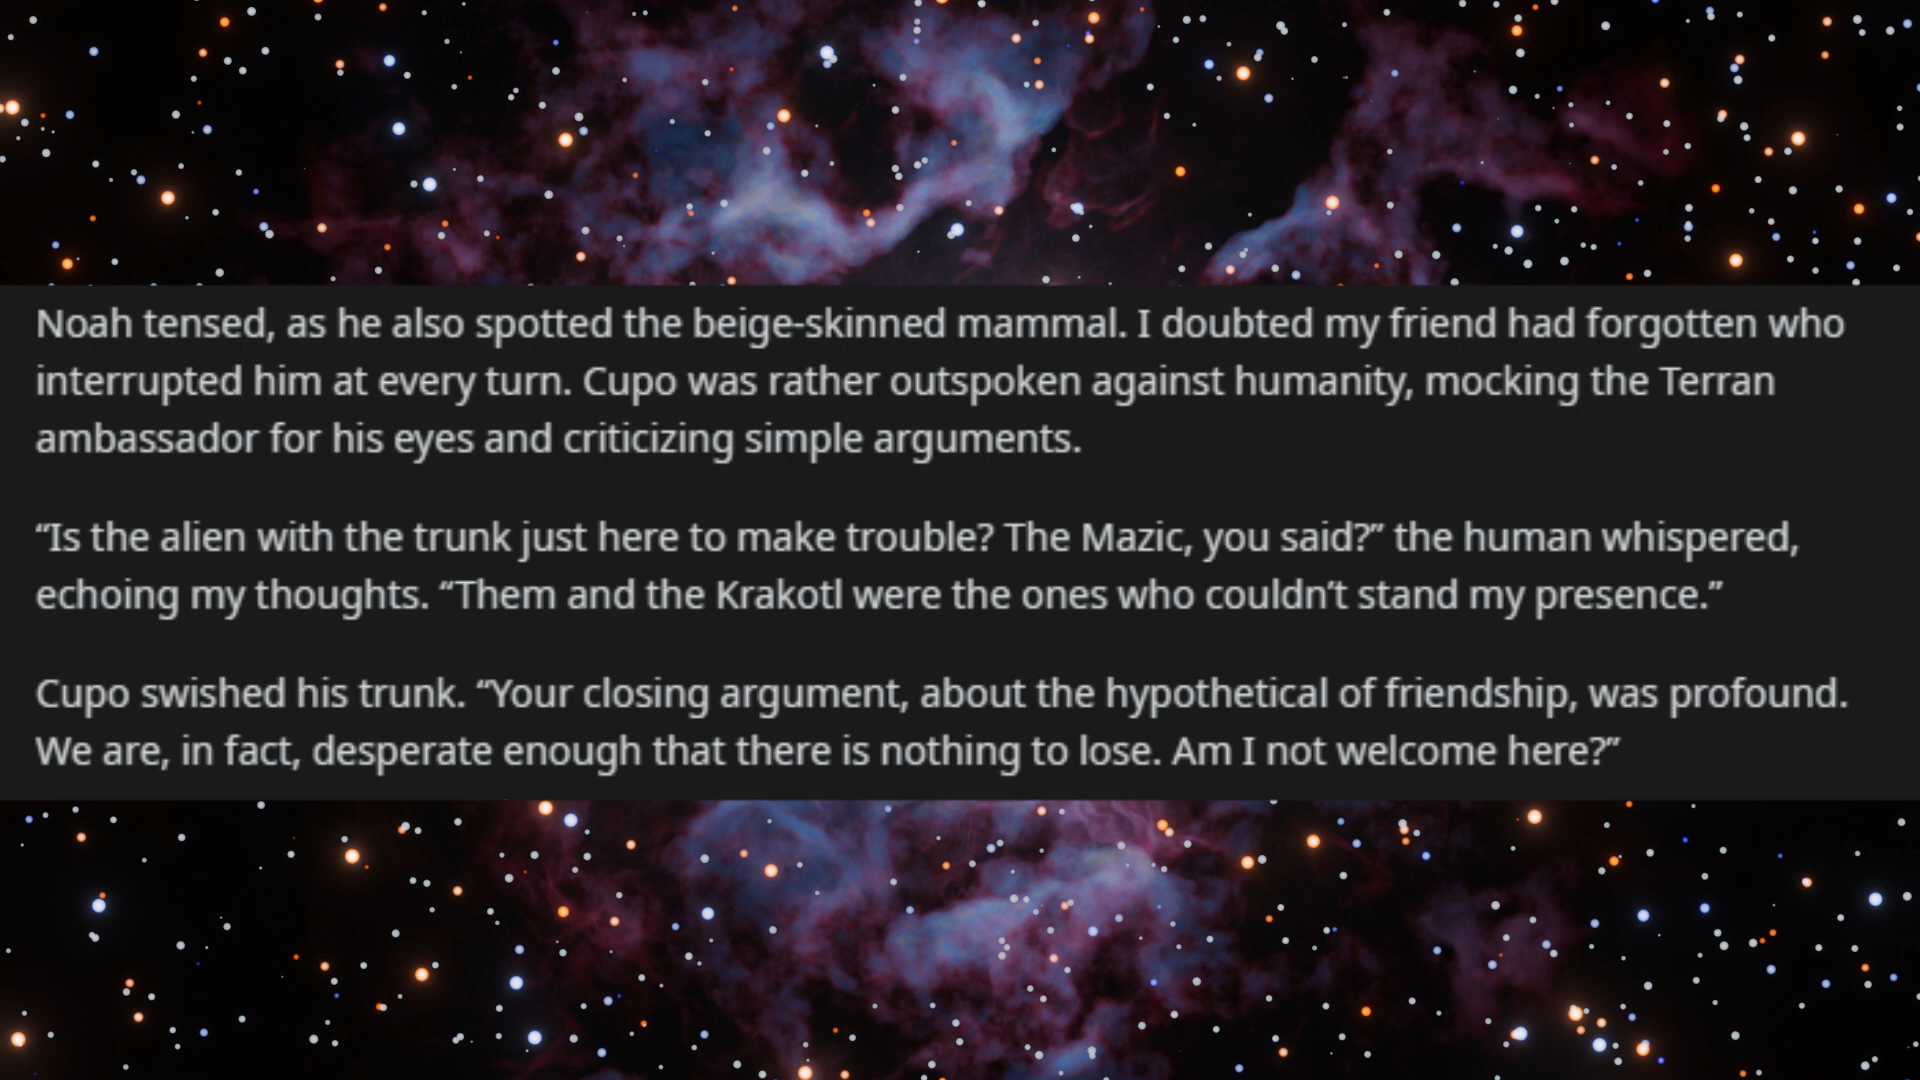 Noah tensed, as he also spotted the beige-skinned mammal. I doubted my friend had forgotten who
interrupted him at every turn. Cupo was rather outspoken against humanity, mocking the Terran
ambassador for his eyes and criticizing simple arguments.
“Is the alien with the trunk just here to make trouble? The Mazic, you said?” the human whispered,
echoing my thoughts. “Them and the Krakotl were the ones who couldn’t stand my presence.”
Cupo swished his trunk. “Your closing argument, about the hypothetical of friendship, was profound.
We are, in fact, desperate enough that there is nothing to lose. Am I not welcome here?”